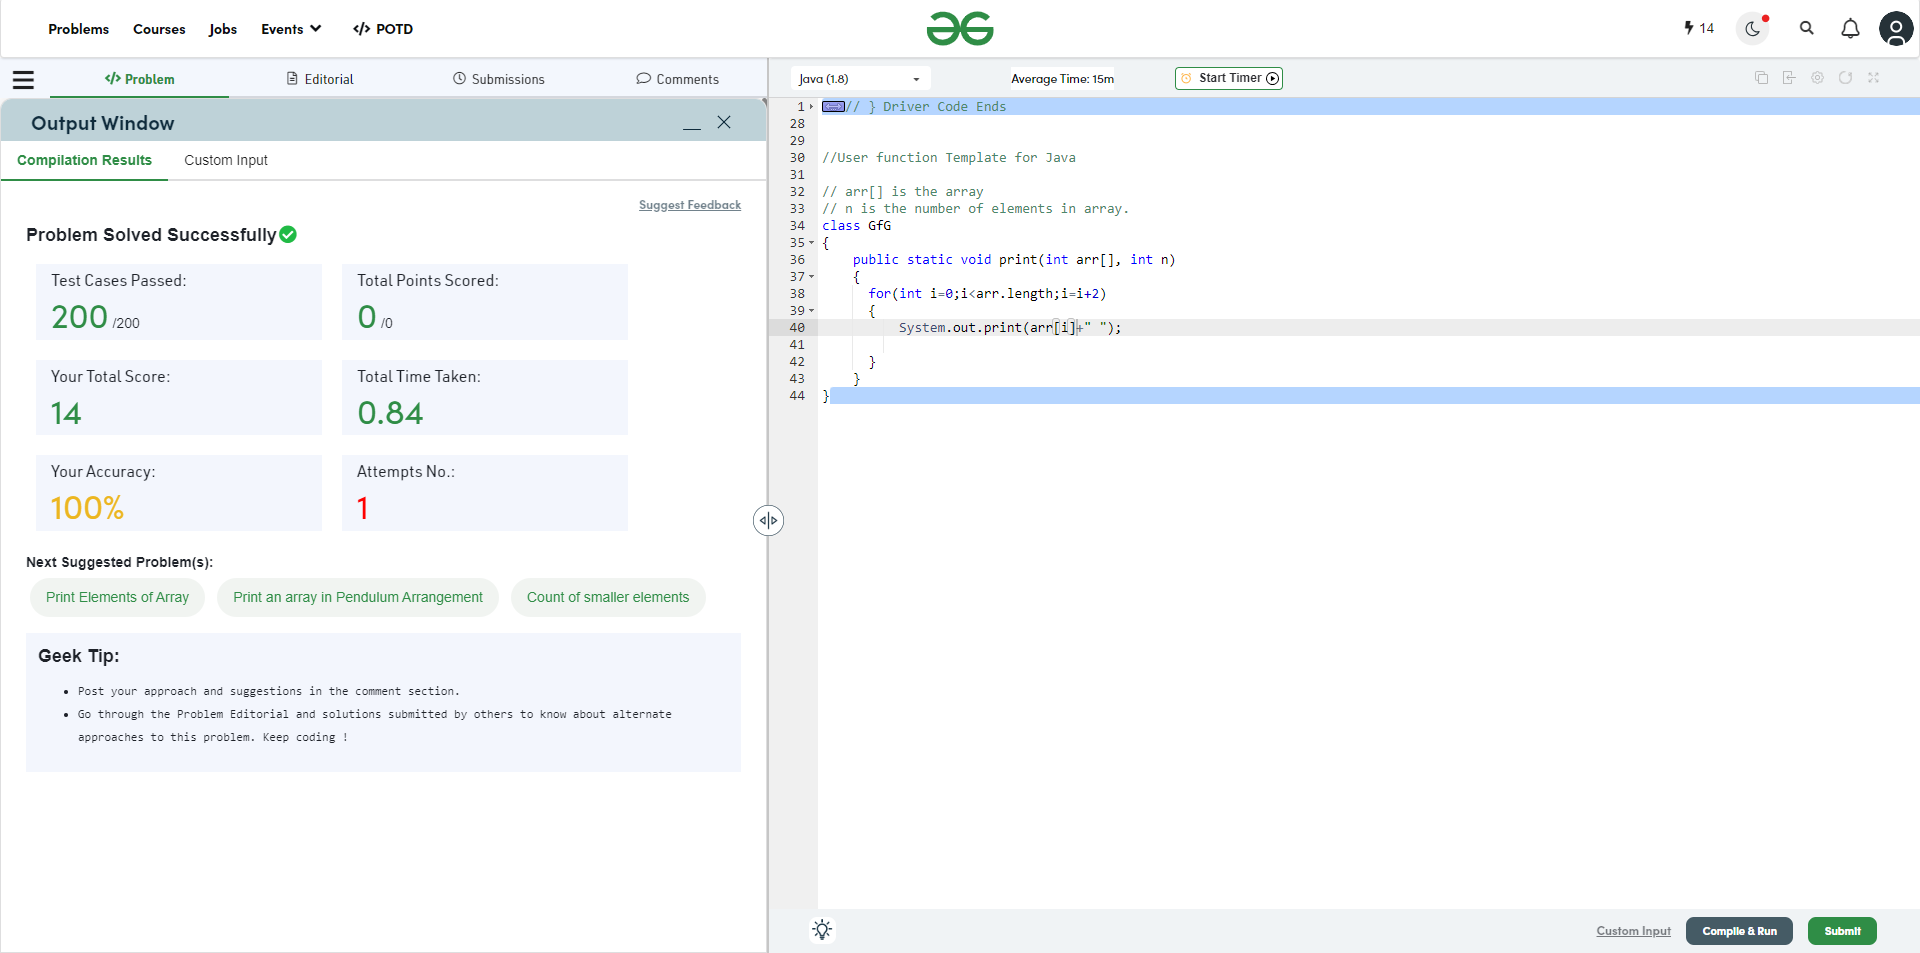 Problems Courses Jobs Events </> POTD
14
</> Problem Editorial Submissions Comments
Output Window
Compilation Results Custom Input
Suggest Feedback
Problem Solved Successfully
Test Cases Passed:
200 /200
Total Points Scored:
0 /0
Your Total Score:
14
Total Time Taken:
0.84
Your Accuracy:
100%
Attempts No.:
1
Next Suggested Problem(s):
Print Elements of Array Print an array in Pendulum Arrangement Count of smaller elements
Geek Tip:
• Post your approach and suggestions in the comment section.
• Go through the Problem Editorial and solutions submitted by others to know about alternate
approaches to this problem. Keep coding !
Java (1.8) Average Time: 15m Start Timer
1 // } Driver Code Ends
28
29
30 //User function Template for Java
31
32 // arr[] is the array
33 // n is the number of elements in array.
34 class GfG
35 {
36 public static void print(int arr[], int n)
37 {
38 for(int i=0;i<arr.length;i=i+2)
39 {
40 System.out.print(arr[i]+" ");
41
42 }
43 }
44 }
Custom Input Compile & Run Submit